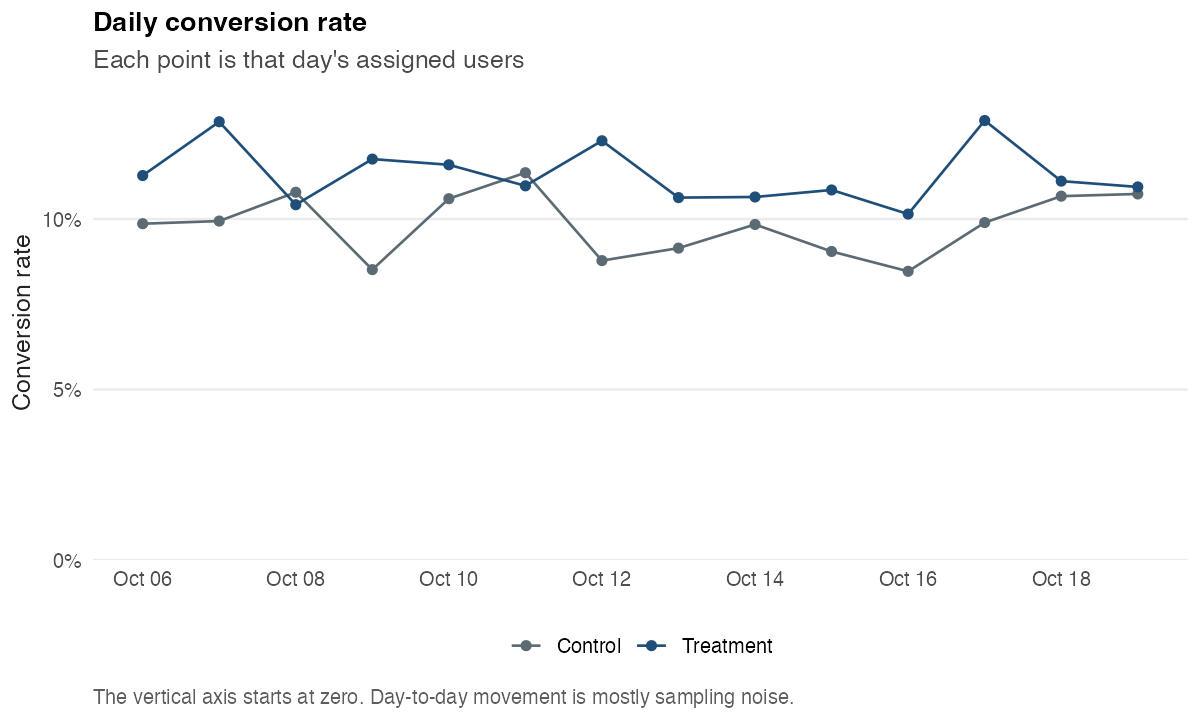 Daily conversion rate
Each point is that day's assigned users
Conversion rate
10%
5%
0%
Oct 06 Oct 08 Oct 10 Oct 12 Oct 14 Oct 16 Oct 18
Control Treatment
The vertical axis starts at zero. Day-to-day movement is mostly sampling noise.